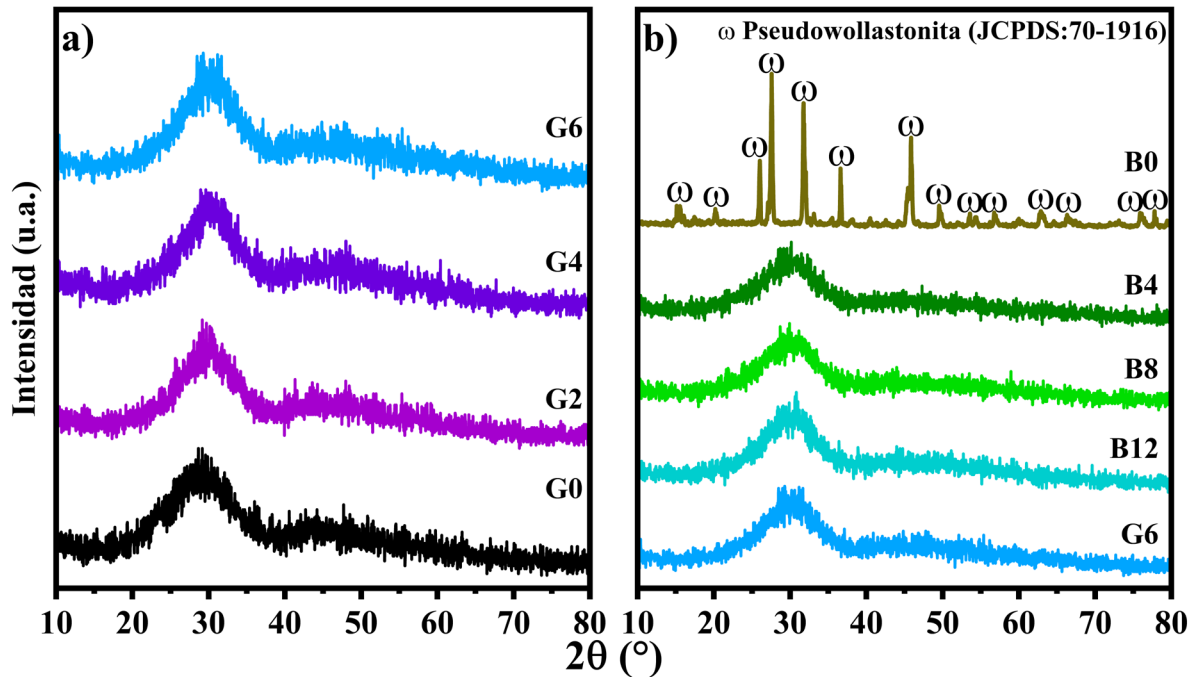 a)
G6
G4
G2
G0
10 20 30 40 50 60 70 80
b)
ω Pseudowollastonita (JCPDS:70-1916)
ω ω ω ω ω ω ω ω ω ω ω ω ω ω
B0
B4
B8
B12
G6
10 20 30 40 50 60 70 80
Intensidad (u.a.)
2θ (°)